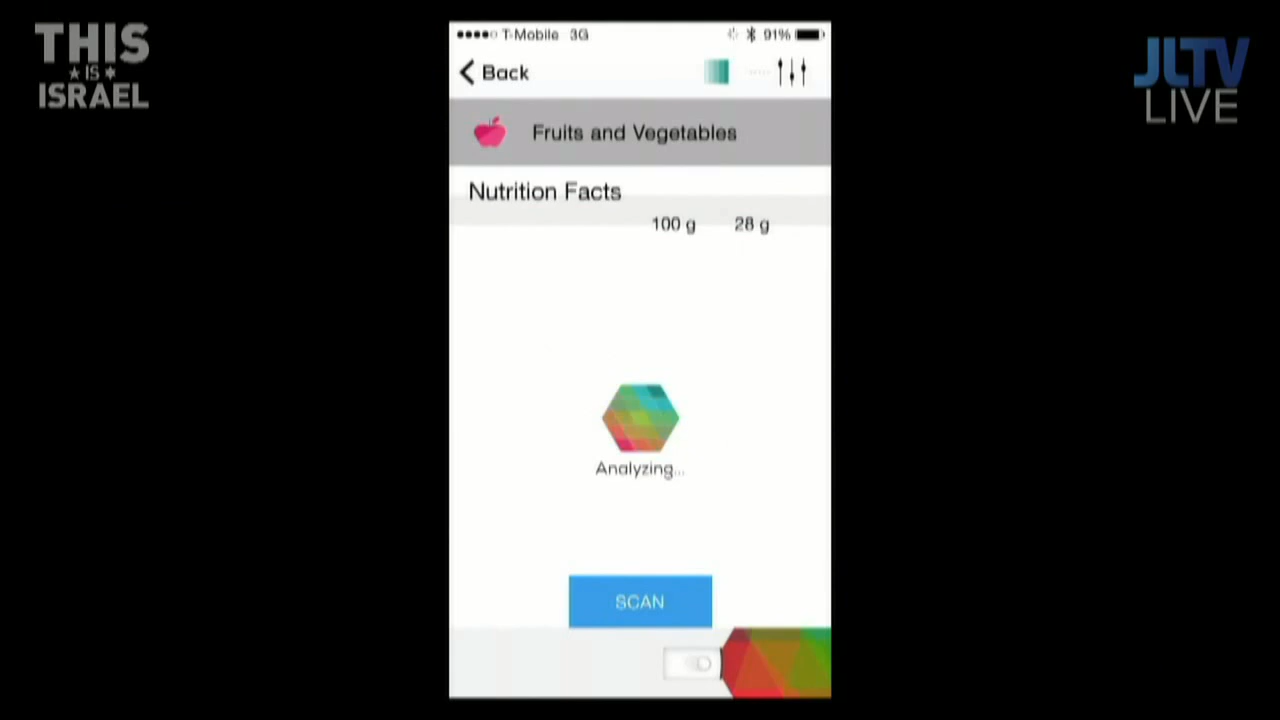 THIS
IS
ISRAEL
JLTV
LIVE
T-Mobile 3G 91%
Back
Fruits and Vegetables
Nutrition Facts
100 g 28 g
Analyzing...
SCAN